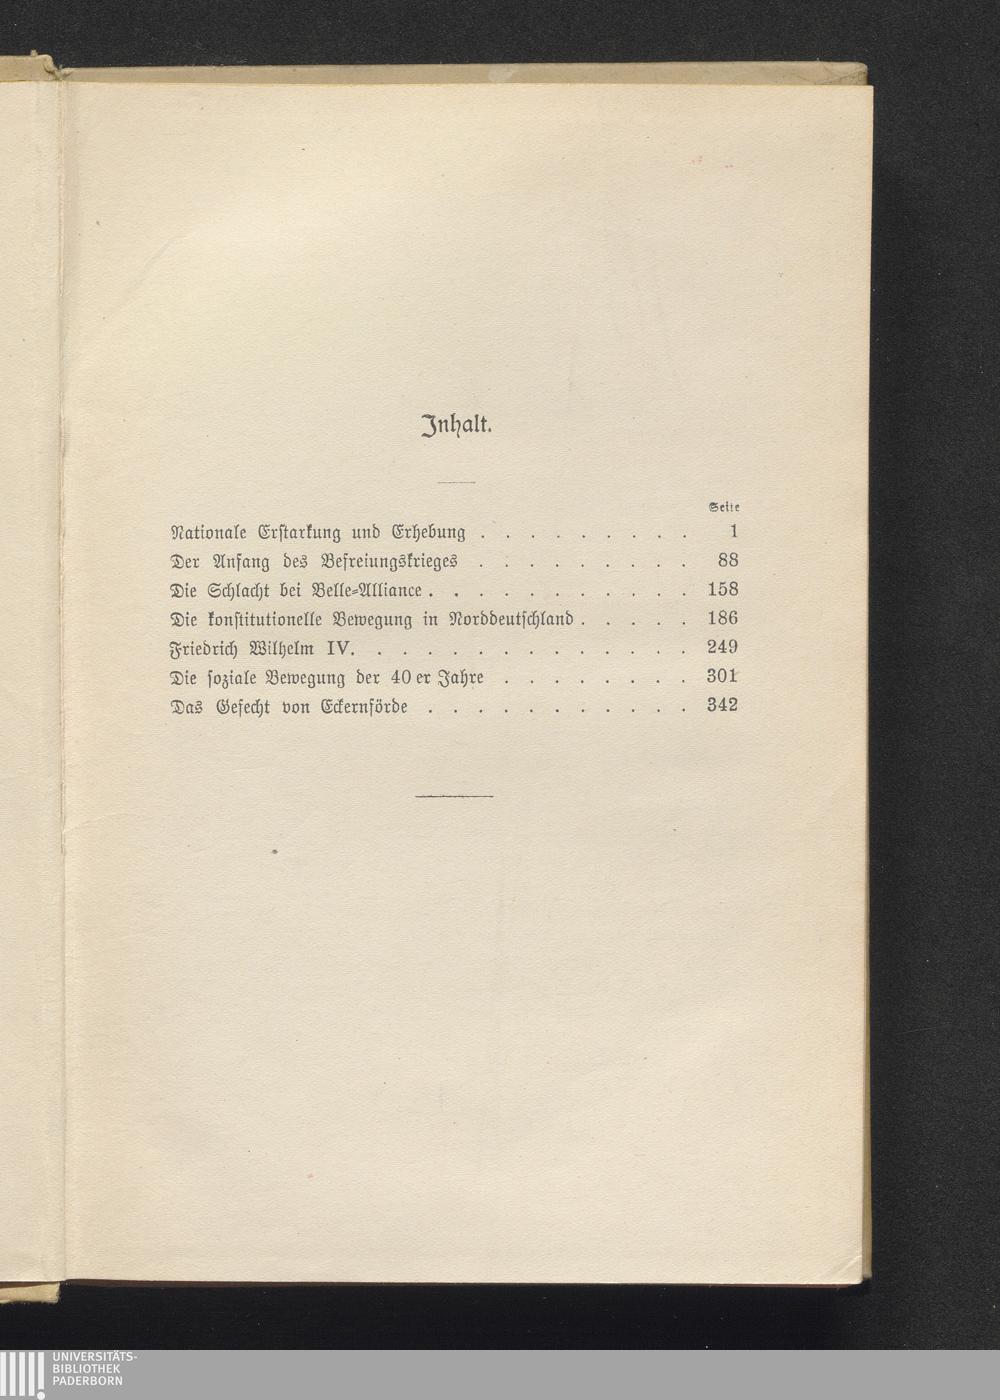 Inhalt.
Seite
Nationale Erstarkung und Erhebung . . . . . . . . . 1
Der Anfang des Befreiungskrieges . . . . . . . . . 88
Die Schlacht bei Belle-Alliance . . . . . . . . . . . 158
Die konstitutionelle Bewegung in Norddeutschland . . . . . 186
Friedrich Wilhelm IV. . . . . . . . . . . . . . . 249
Die soziale Bewegung der 40 er Jahre . . . . . . . . 301
Das Gefecht von Eckernförde . . . . . . . . . . . 342
UNIVERSITÄTS-
BIBLIOTHEK
PADERBORN